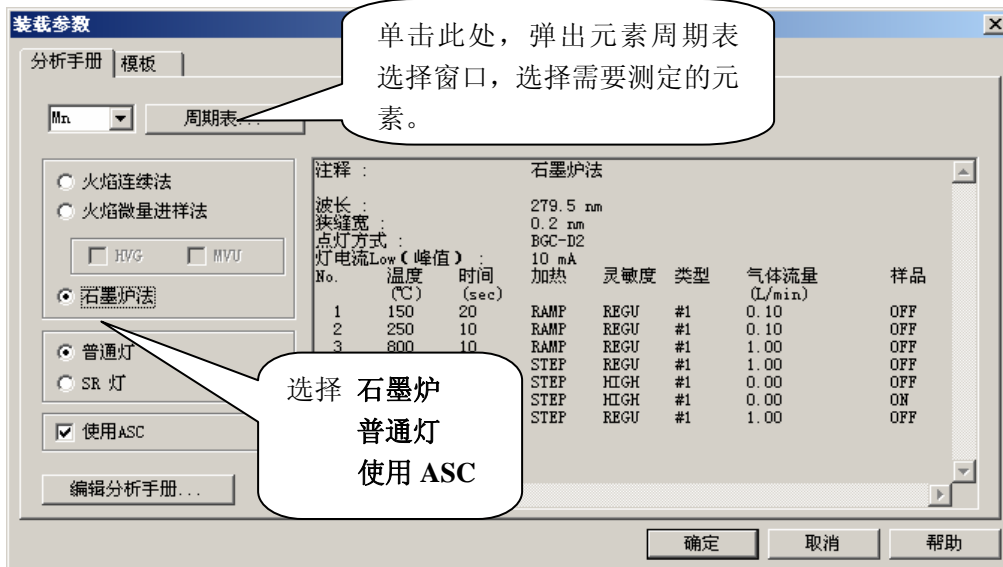 装载参数
单击此处，弹出元素周期表
选择窗口，选择需要测定的元
素。
分析手册 模板
Mn 周期表...
火焰连续法
火焰微量进样法
HVG MVU
石墨炉法
普通灯
SR 灯
使用ASC
编辑分析手册...
注释 : 石墨炉法
波长 : 279.5 nm
狭缝宽 : 0.2 nm
点灯方式 : BGC-D2
灯电流Low(峰值) : 10 mA
No. 温度 时间 加热 灵敏度 类型 气体流量 样品
(℃) (sec) (L/min)
1 150 20 RAMP REGU #1 0.10 OFF
2 250 10 RAMP REGU #1 0.10 OFF
3 800 10 RAMP REGU #1 1.00 OFF
STEP REGU #1 1.00 OFF
STEP HIGH #1 0.00 OFF
STEP HIGH #1 0.00 ON
STEP REGU #1 1.00 OFF
选择 石墨炉
普通灯
使用 ASC
确定 取消 帮助